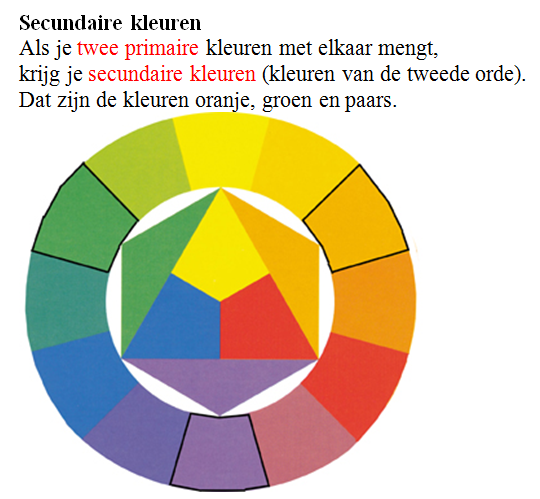 Secundaire kleuren
Als je twee primaire kleuren met elkaar mengt,
krijg je secundaire kleuren (kleuren van de tweede orde).
Dat zijn de kleuren oranje, groen en paars.